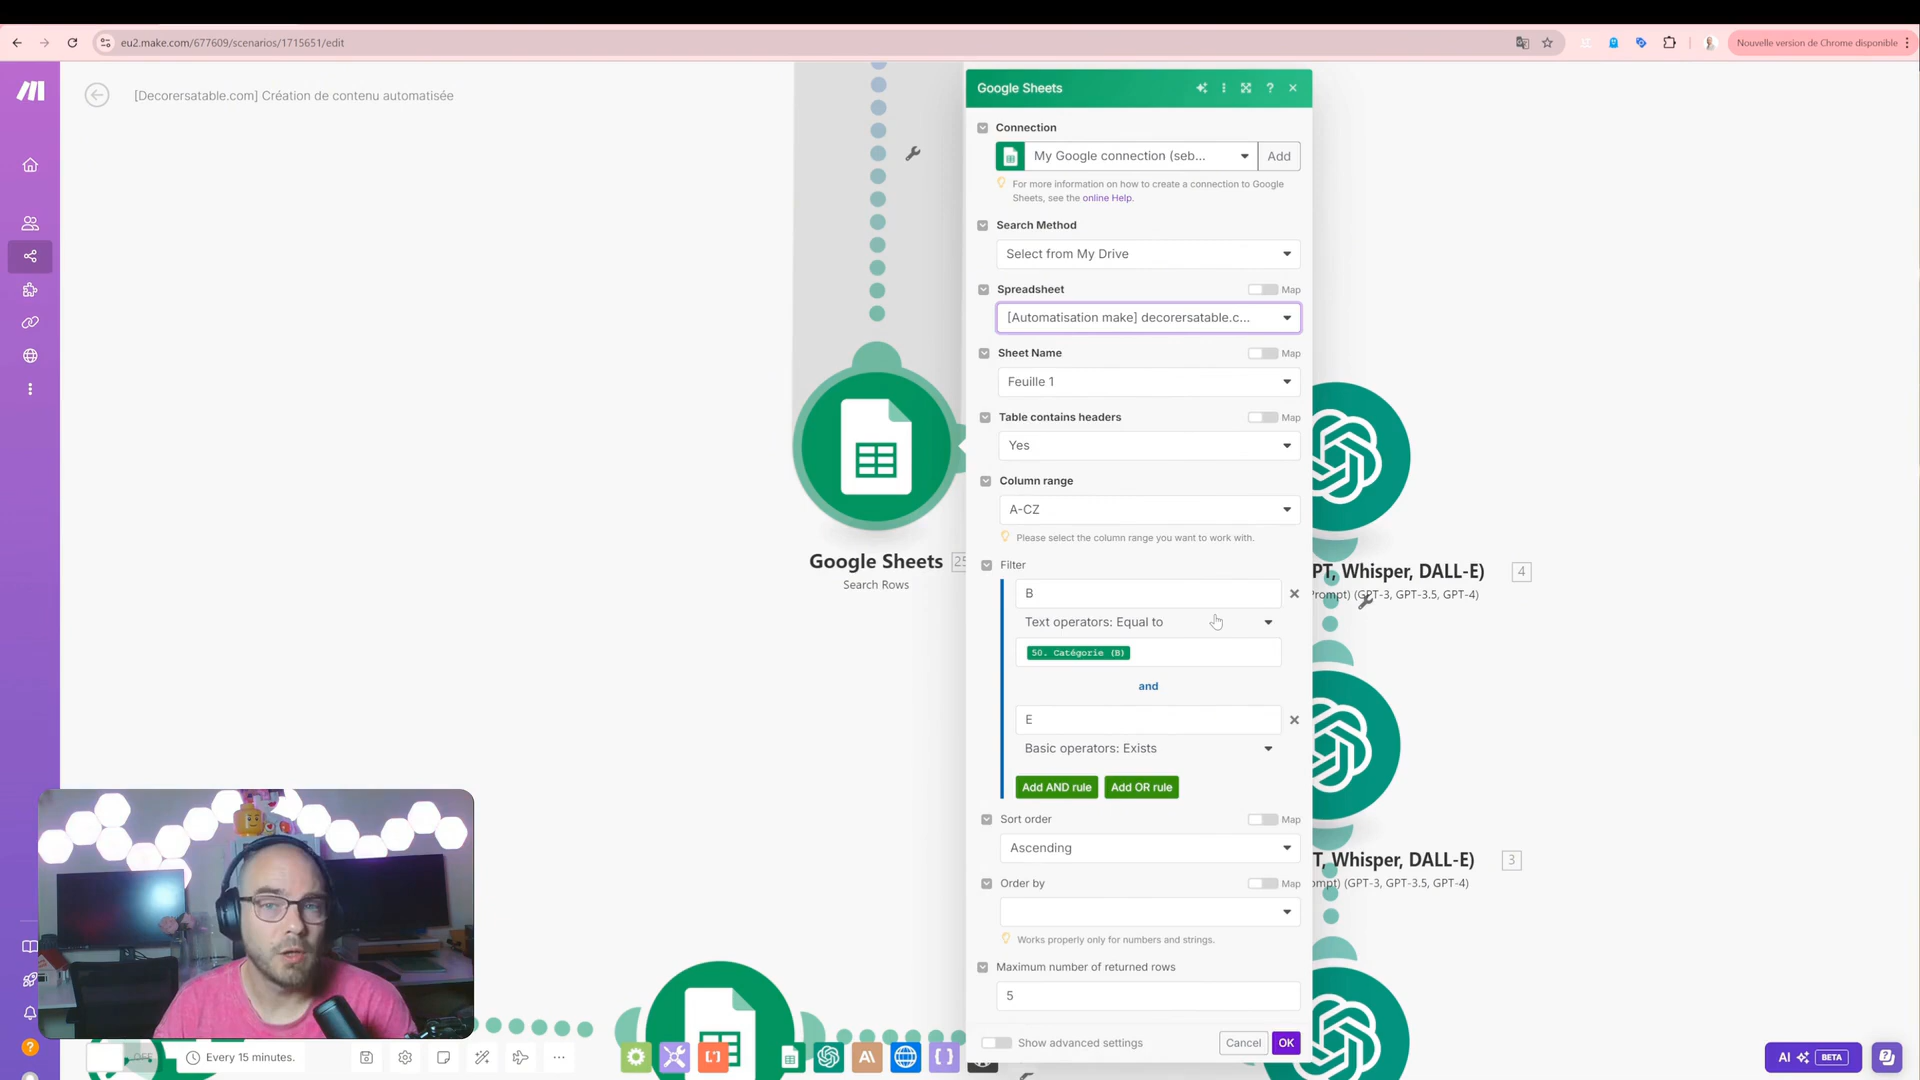 eu2.make.com/677609/scenarios/1715651/edit
Nouvelle version de Chrome disponible
[Decorersatable.com] Création de contenu automatisée
Google Sheets
?
Connection
My Google connection (seb...
Add
For more information on how to create a connection to Google
Sheets, see the online Help.
Search Method
Select from My Drive
Spreadsheet
Map
[Automatisation make] decorersatable.c...
Sheet Name
Map
Feuille 1
Table contains headers
Map
Yes
Column range
A-CZ
Please select the column range you want to work with.
Filter
B
Text operators: Equal to
50. Catégorie (B)
and
E
Basic operators: Exists
Add AND rule
Add OR rule
Sort order
Map
Ascending
Order by
Map
Works properly only for numbers and strings.
Maximum number of returned rows
5
Show advanced settings
Cancel
OK
Google Sheets
Search Rows
PT, Whisper, DALL-E)
4
Prompt) (GPT-3, GPT-3.5, GPT-4)
T, Whisper, DALL-E)
3
ompt) (GPT-3, GPT-3.5, GPT-4)
OFF
Every 15 minutes.
AI
BETA